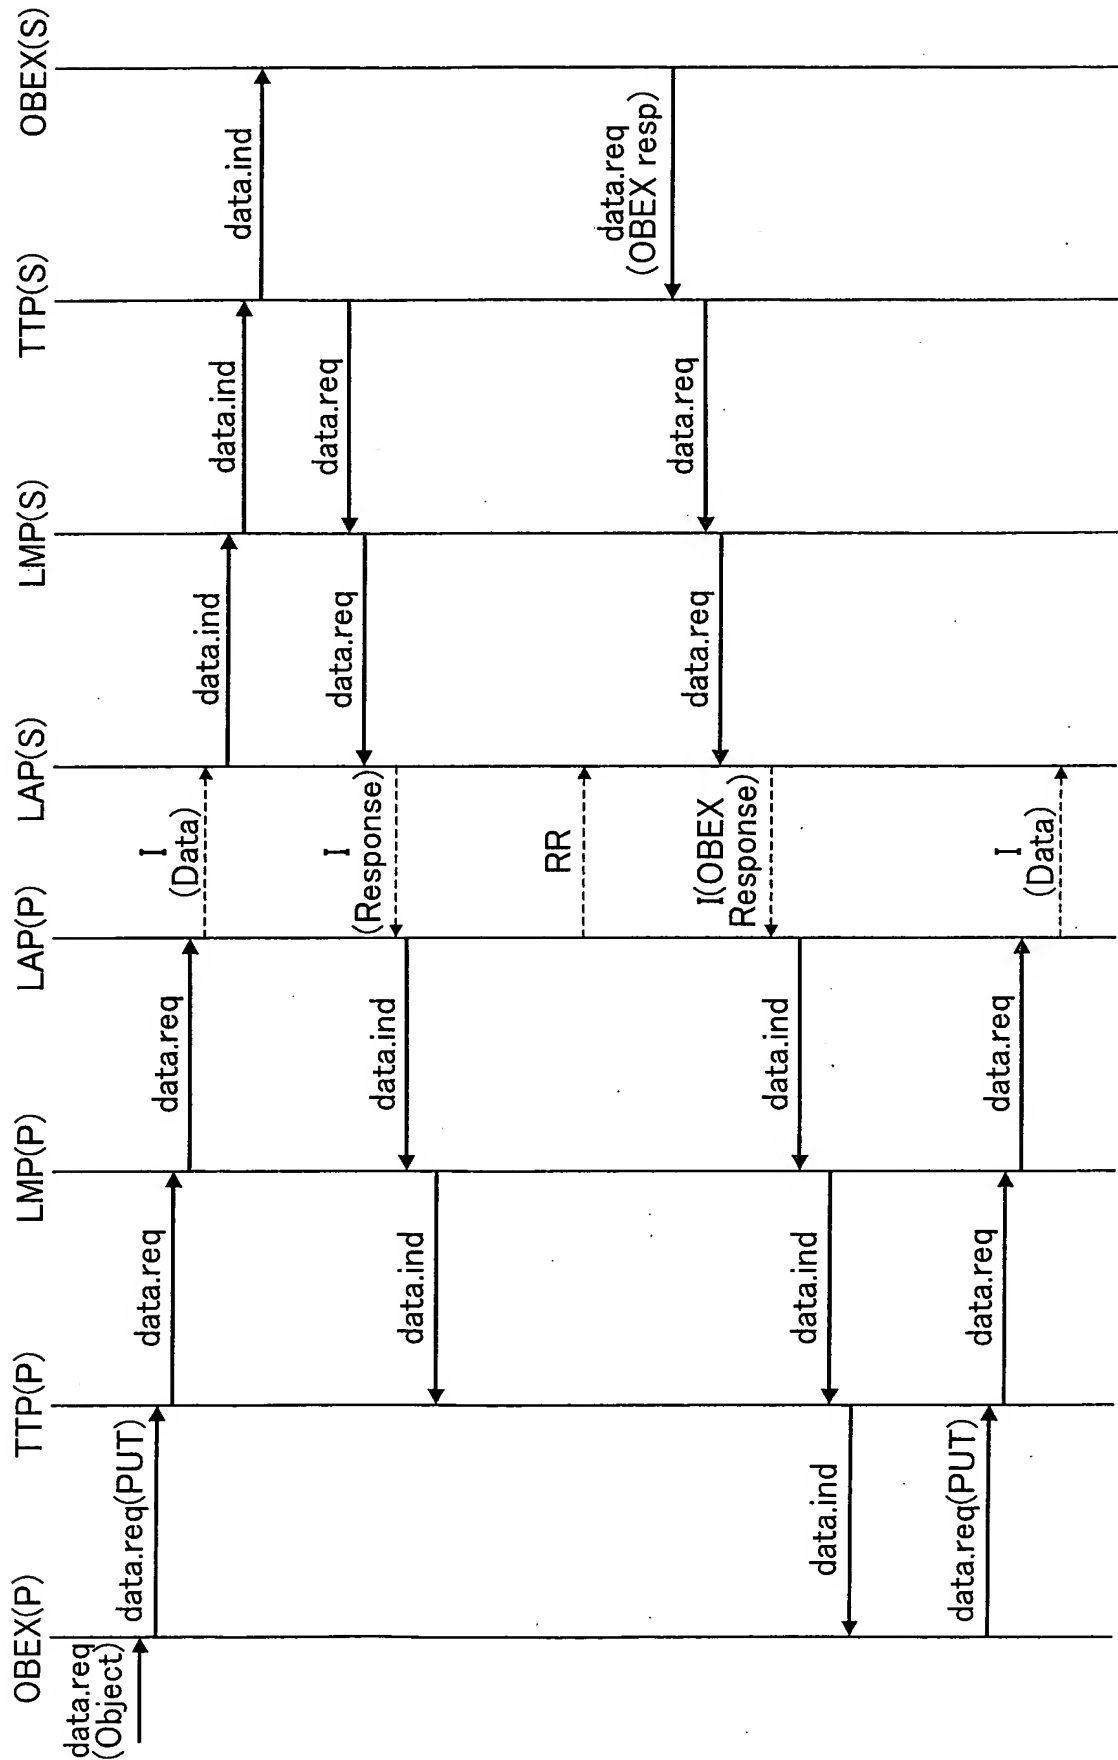 OBEX(P)
TTP(P)
LMP(P)
LAP(P)
LAP(S)
LMP(S)
TTP(S)
OBEX(S)
data.req
(Object)
data.req(PUT)
data.req
data.req
I
(Data)
data.ind
data.ind
data.ind
data.req
data.req
I
(Response)
data.ind
data.ind
RR
data.req
(OBEX resp)
data.req
data.req
I(OBEX
Response)
data.ind
data.ind
data.ind
data.req(PUT)
data.req
data.req
I
(Data)